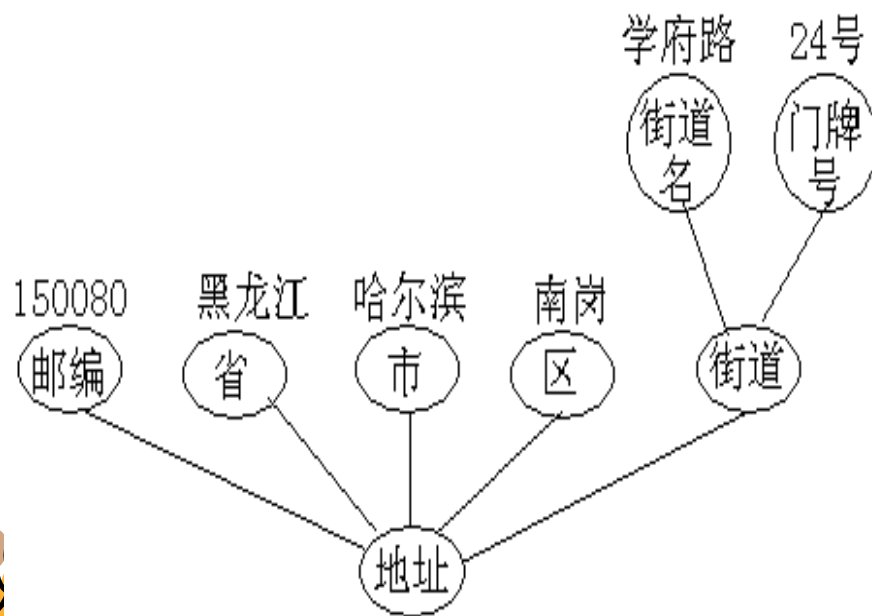 学府路 24号
街道名 门牌号
150080 黑龙江 哈尔滨 南岗
邮编 省 市 区 街道
地址